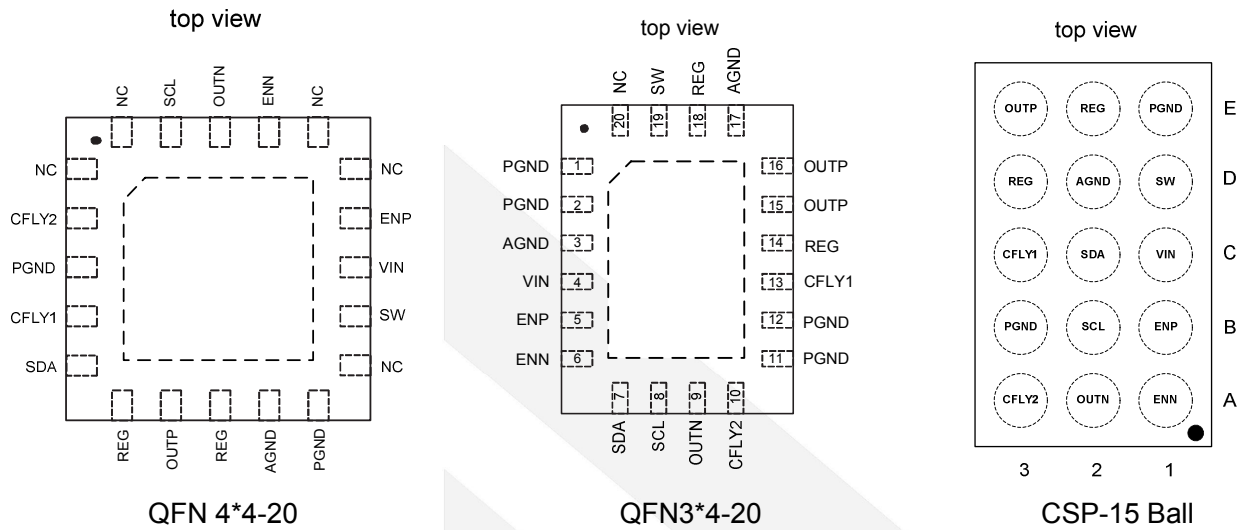 top view
NC
SCL
OUTN
ENN
NC
NC
CFLY2
PGND
CFLY1
SDA
NC
ENP
VIN
SW
NC
REG
OUTP
REG
AGND
PGND
QFN 4*4-20
top view
NC
SW
REG
AGND
20
19
18
17
PGND 1
PGND 2
AGND 3
VIN 4
ENP 5
ENN 6
16 OUTP
15 OUTP
14 REG
13 CFLY1
12 PGND
11 PGND
7
8
9
10
SDA
SCL
OUTN
CFLY2
QFN3*4-20
top view
OUTP REG PGND E
REG AGND SW D
CFLY1 SDA VIN C
PGND SCL ENP B
CFLY2 OUTN ENN A
3 2 1
CSP-15 Ball